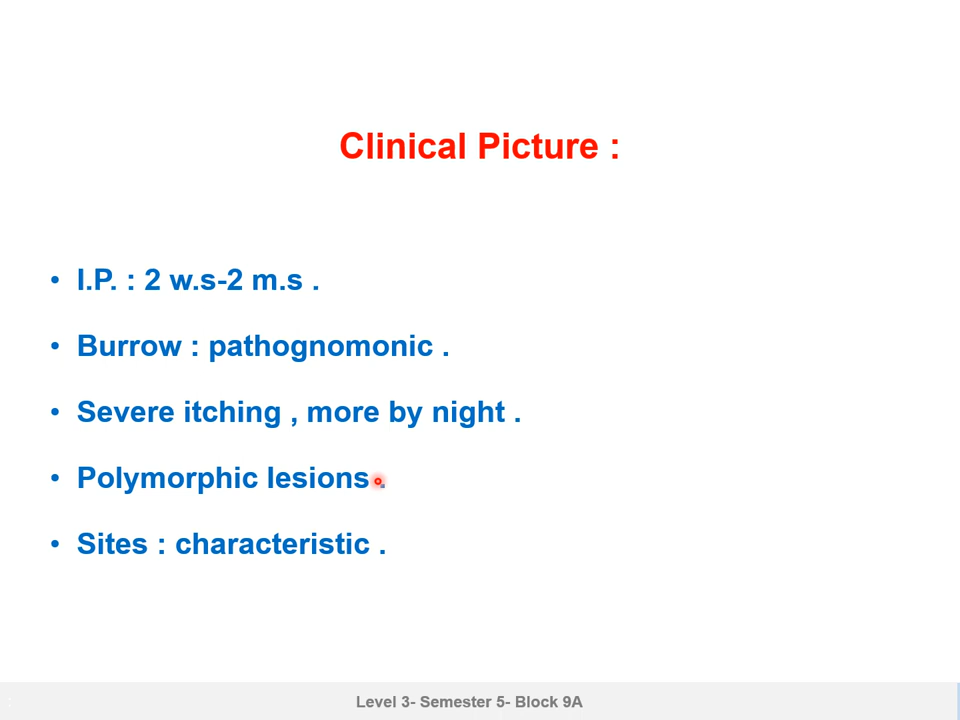 Clinical Picture :
• I.P. : 2 w.s-2 m.s .
• Burrow : pathognomonic .
• Severe itching , more by night .
• Polymorphic lesions .
• Sites : characteristic .
Level 3- Semester 5- Block 9A